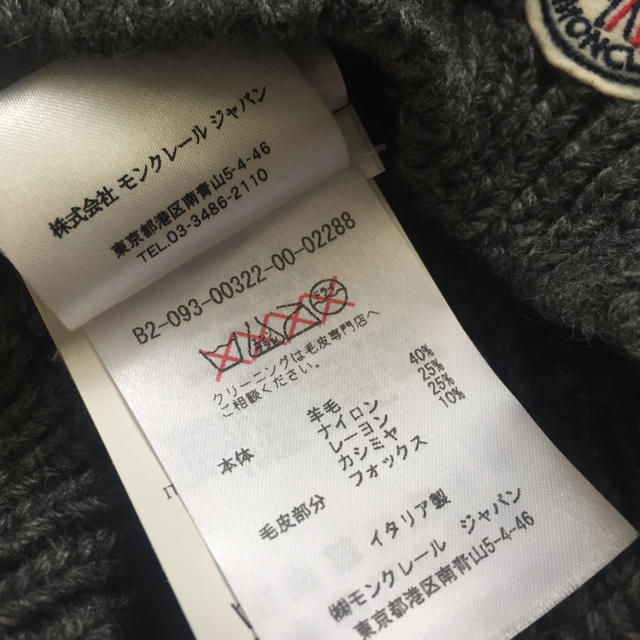 MONCL
株式会社 モンクレール ジャパン
東京都港区南青山5-4-46
TEL.03-3486-2110
B2-093-00322-00-02288
クリーニングは毛皮専門店へ
ご相談ください。
本体 羊毛 40%
ナイロン 25%
レーヨン 25%
カシミヤ 10%
毛皮部分 フォックス
イタリア製
㈱モンクレール ジャパン
東京都港区南青山5-4-46